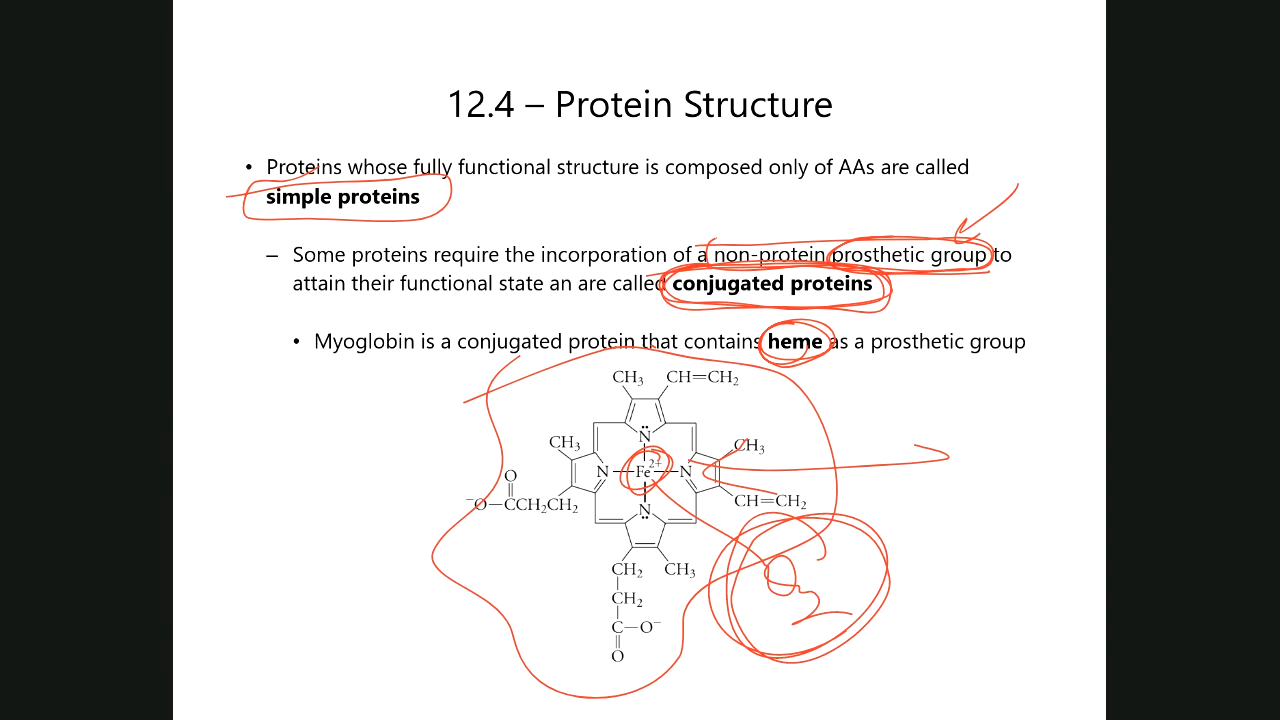 12.4 – Protein Structure
• Proteins whose fully functional structure is composed only of AAs are called
simple proteins
– Some proteins require the incorporation of a non-protein prosthetic group to
attain their functional state an are called conjugated proteins
• Myoglobin is a conjugated protein that contains heme as a prosthetic group
CH₃ CH=CH₂
N
CH₃ CH₃
N Fe²⁺ N
O
⁻O–CCH₂CH₂ CH=CH₂
N
CH₂ CH₃
O₂
CH₂
C–O⁻
O